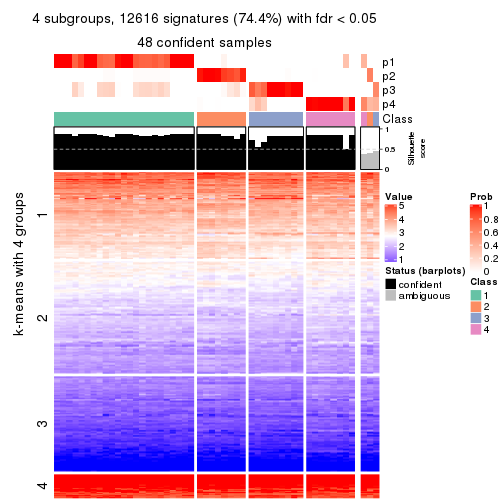 4 subgroups, 12616 signatures (74.4%) with fdr < 0.05
48 confident samples
p1
p2
p3
p4
Class
1
0.5
0
Silhouette
score
k-means with 4 groups
1
2
3
4
Value
5
4
3
2
1
Status (barplots)
confident
ambiguous
Prob
1
0.8
0.6
0.4
0.2
0
Class
1
2
3
4